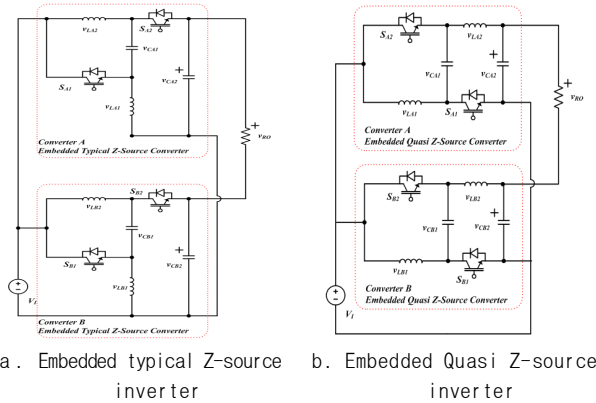 v_LA2
S_A2
v_CA1
v_CA2
S_A1
v_LA1
v_RO
Converter A
Embedded Typical Z-Source Converter
v_LB2
S_B2
v_CB1
v_CB2
S_B1
v_LB1
V_I
Converter B
Embedded Typical Z-Source Converter
S_A2
v_LA2
v_CA1
v_CA2
v_LA1
S_A1
v_RO
Converter A
Embedded Quasi Z-Source Converter
S_B2
v_LB2
v_CB1
v_CB2
v_LB1
S_B1
V_I
Converter B
Embedded Quasi Z-Source Converter
a. Embedded typical Z-source
inverter
b. Embedded Quasi Z-source
inverter